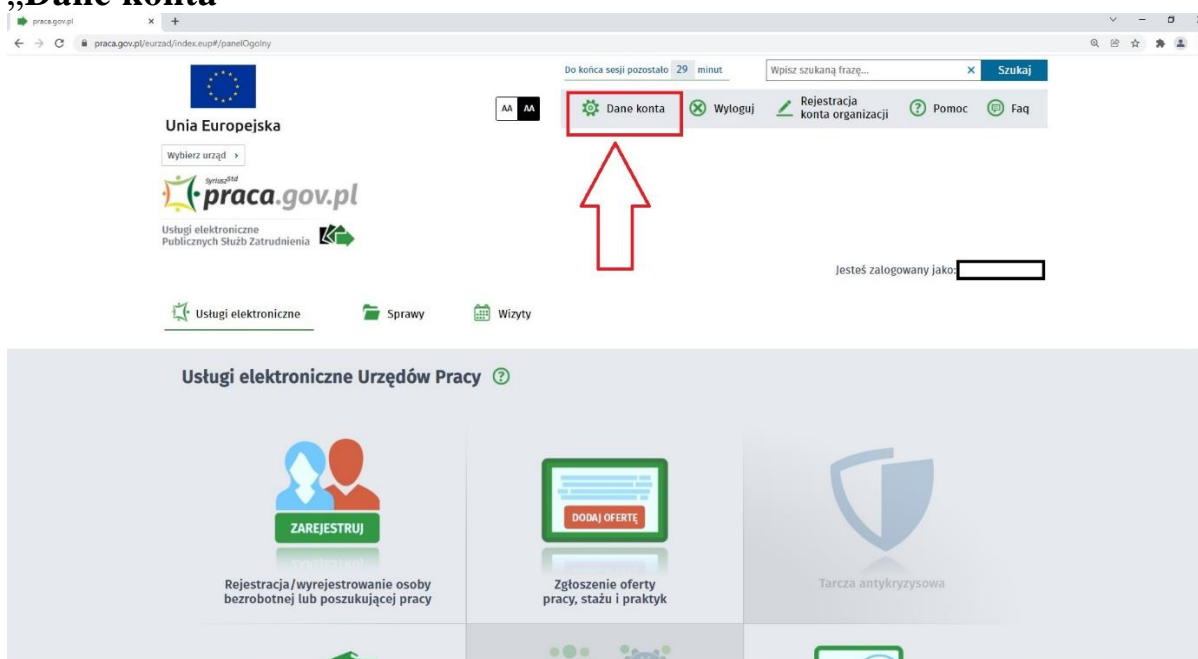 „Dane konta
praca.gov.pl
praca.gov.pl/eurzad/index.eup#/panelOgolny
Do końca sesji pozostało 29 minut
Wpisz szukaną frazę...
Szukaj
Unia Europejska
AA AA
Dane konta
Wyloguj
Rejestracja
konta organizacji
Pomoc
Faq
Wybierz urząd
Syriusz Std
praca.gov.pl
Usługi elektroniczne
Publicznych Służb Zatrudnienia
Jesteś zalogowany jako:
Usługi elektroniczne
Sprawy
Wizyty
Usługi elektroniczne Urzędów Pracy
ZAREJESTRUJ
Rejestracja/wyrejestrowanie osoby
bezrobotnej lub poszukującej pracy
DODAJ OFERTĘ
Zgłoszenie oferty
pracy, stażu i praktyk
Tarcza antykryzysowa